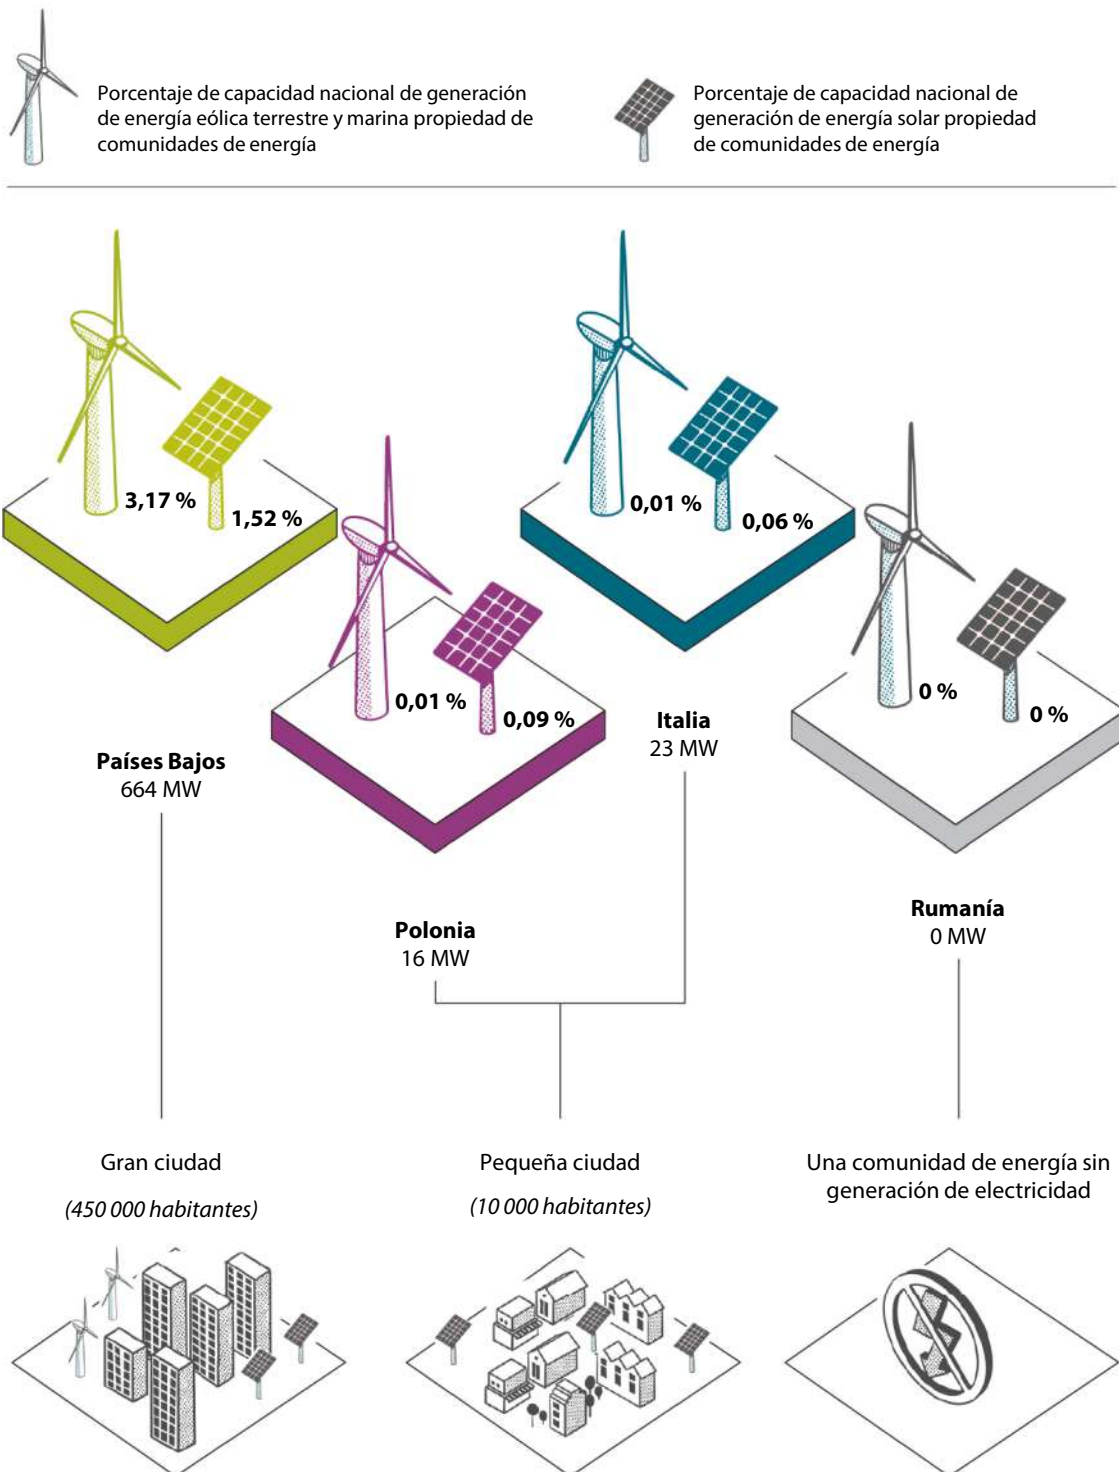 Porcentaje de capacidad nacional de generación
de energía eólica terrestre y marina propiedad de
comunidades de energía
Porcentaje de capacidad nacional de
generación de energía solar propiedad
de comunidades de energía
3,17 %
1,52 %
0,01 %
0,06 %
0,01 %
0,09 %
0 %
0 %
Países Bajos
664 MW
Italia
23 MW
Polonia
16 MW
Rumanía
0 MW
Gran ciudad
(450 000 habitantes)
Pequeña ciudad
(10 000 habitantes)
Una comunidad de energía sin
generación de electricidad